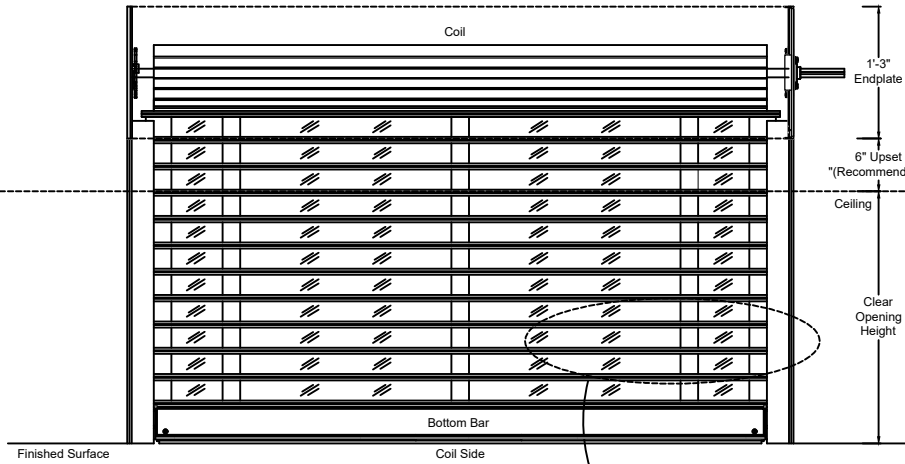 Coil
1'-3"
Endplate
6" Upset
"(Recommend
Ceiling
Clear
Opening
Height
Bottom Bar
Finished Surface
Coil Side